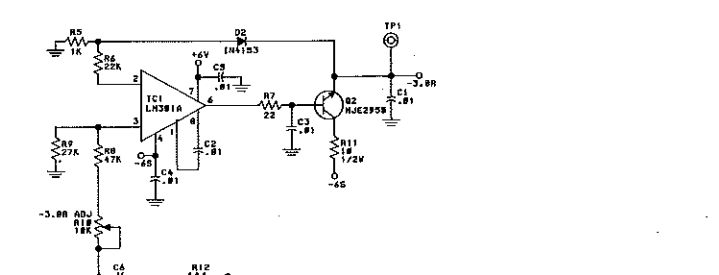 R5
1K
D2
1N4153
TP1
R6
22K
+6V
C5
.01
2
7
TC1
LM301A
6
R7
22
Q2
MJE2955
-3.0R
C1
.01
3
8
4
1
C3
.01
R9
27K
R8
47K
-6S
C4
.01
C2
.01
R11
10
1/2W
-6S
-3.0R ADJ
R10
10K
C6
R12